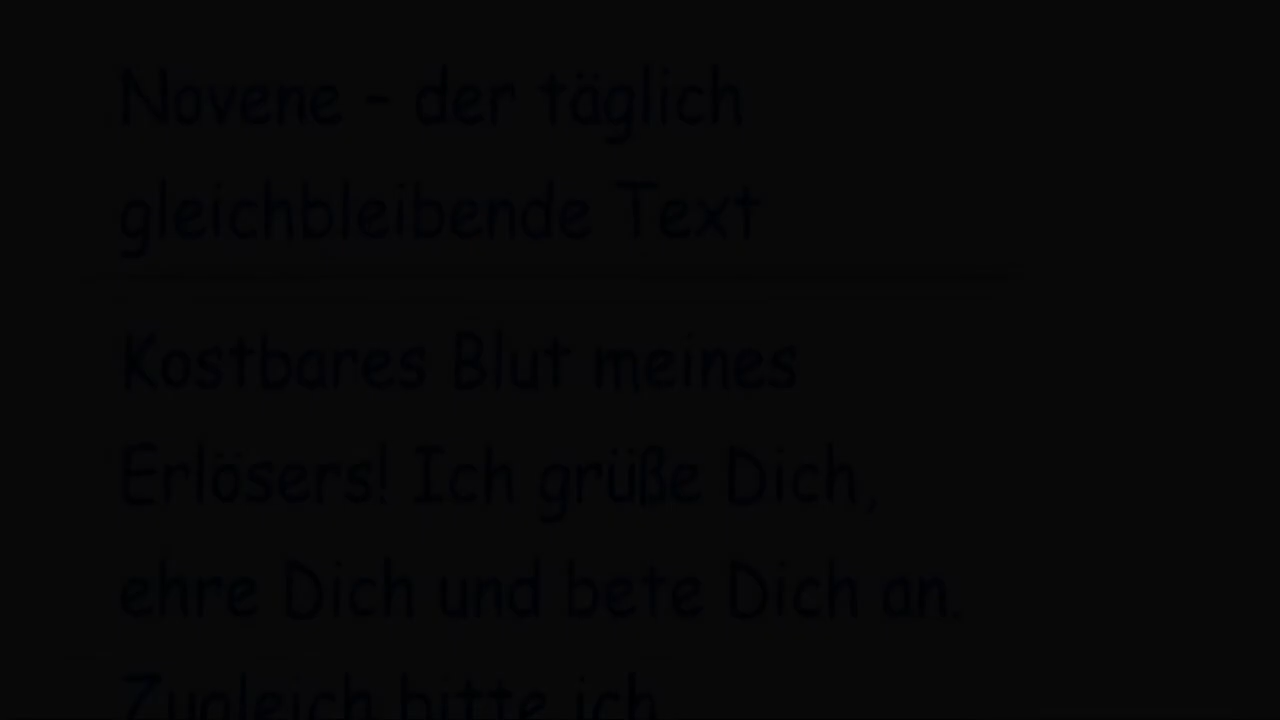 Novene - der täglich
gleichbleibende Text
Kostbares Blut meines
Erlösers! Ich grüße Dich,
ehre Dich und bete Dich an.
Zugleich bitte ich